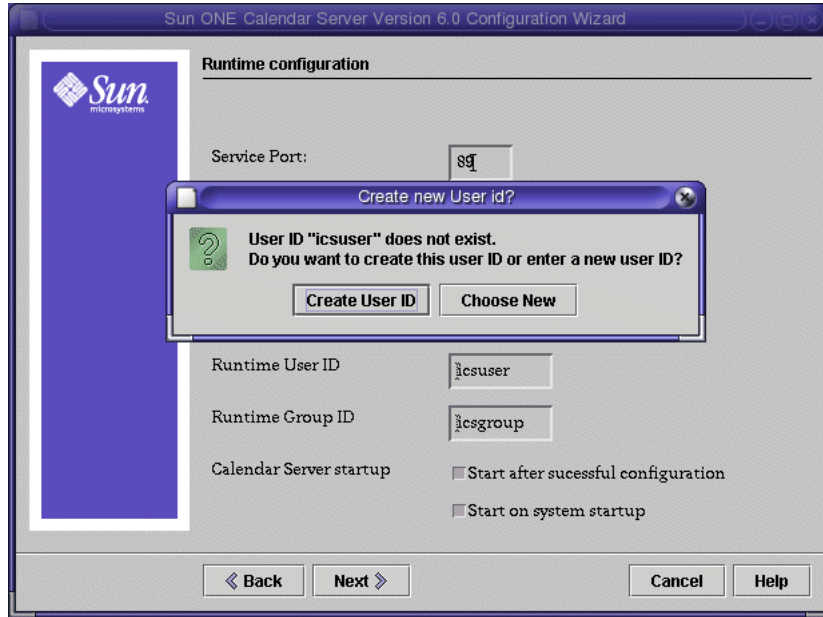 Sun ONE Calendar Server Version 6.0 Configuration Wizard
Sun
microsystems
Runtime configuration
Service Port:
89
Create new User id?
User ID "icsuser" does not exist.
Do you want to create this user ID or enter a new user ID?
Create User ID
Choose New
Runtime User ID
icsuser
Runtime Group ID
icsgroup
Calendar Server startup
Start after sucessful configuration
Start on system startup
Back
Next
Cancel
Help